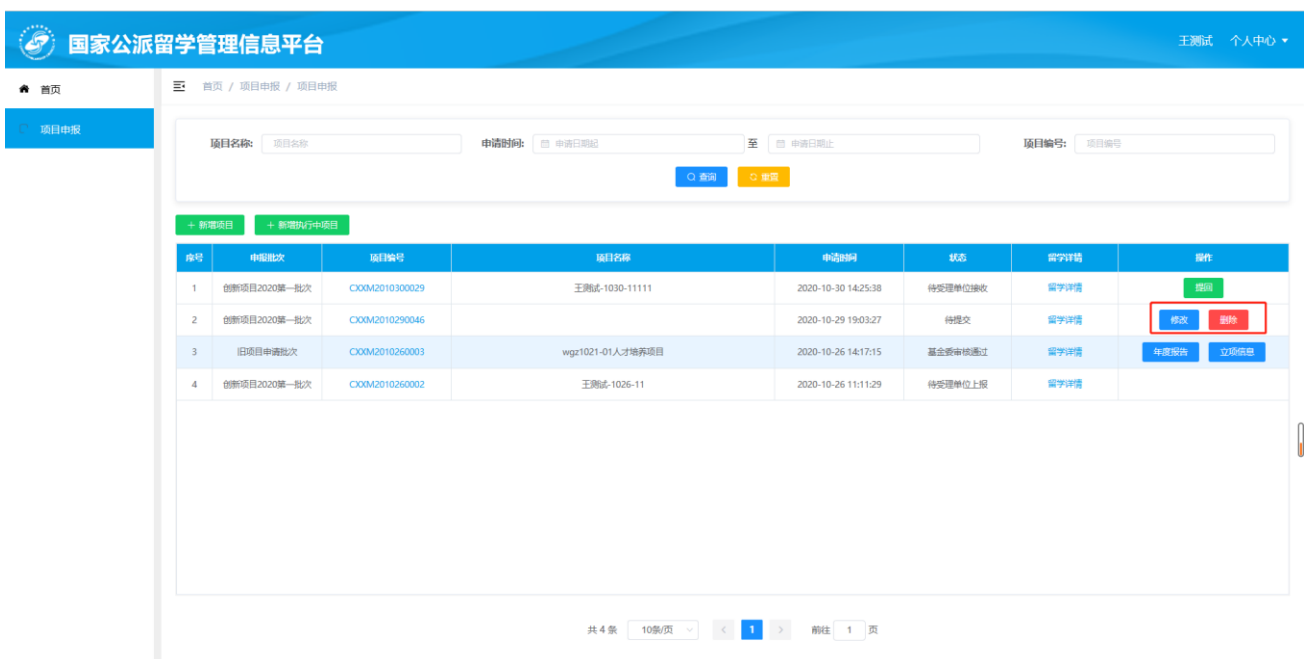 国家公派留学管理信息平台
王测试 个人中心
首页
首页 / 项目申报 / 项目申报
项目申报
项目名称: 项目名称 申请时间: 申请日期起 至 申请日期止 项目编号: 项目编号
查询 重置
+ 新增项目 + 新增执行中项目
序号 申报批次 项目编号 项目名称 申请时间 状态 留学详情 操作
1 创新项目2020第一批次 CXXM2010300029 王测试-1030-11111 2020-10-30 14:25:38 待受理单位接收 留学详情 提回
2 创新项目2020第一批次 CXXM2010290046 2020-10-29 19:03:27 待提交 留学详情 修改 删除
3 旧项目申请批次 CXXM2010260003 wgz1021-01人才培养项目 2020-10-26 14:17:15 基金委审核通过 留学详情 年度报告 立项信息
4 创新项目2020第一批次 CXXM2010260002 王测试-1026-11 2020-10-26 11:11:29 待受理单位上报 留学详情
共 4 条 10条/页 < 1 > 前往 1 页